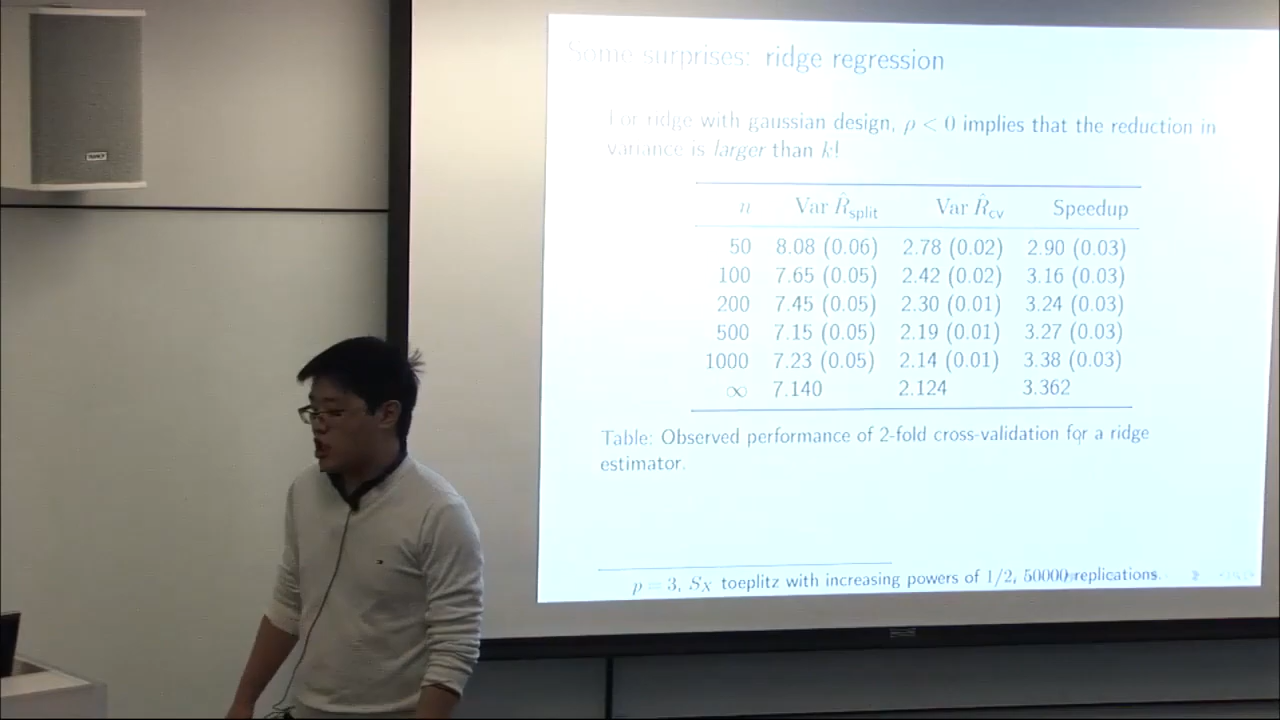 Some surprises: ridge regression
For ridge with gaussian design, ρ < 0 implies that the reduction in
variance is larger than k!
n Var R̂split Var R̂cv Speedup
50 8.08 (0.06) 2.78 (0.02) 2.90 (0.03)
100 7.65 (0.05) 2.42 (0.02) 3.16 (0.03)
200 7.45 (0.05) 2.30 (0.01) 3.24 (0.03)
500 7.15 (0.05) 2.19 (0.01) 3.27 (0.03)
1000 7.23 (0.05) 2.14 (0.01) 3.38 (0.03)
∞ 7.140 2.124 3.362
Table: Observed performance of 2-fold cross-validation for a ridge
estimator.
p = 3, SX toeplitz with increasing powers of 1/2, 50000 replications.